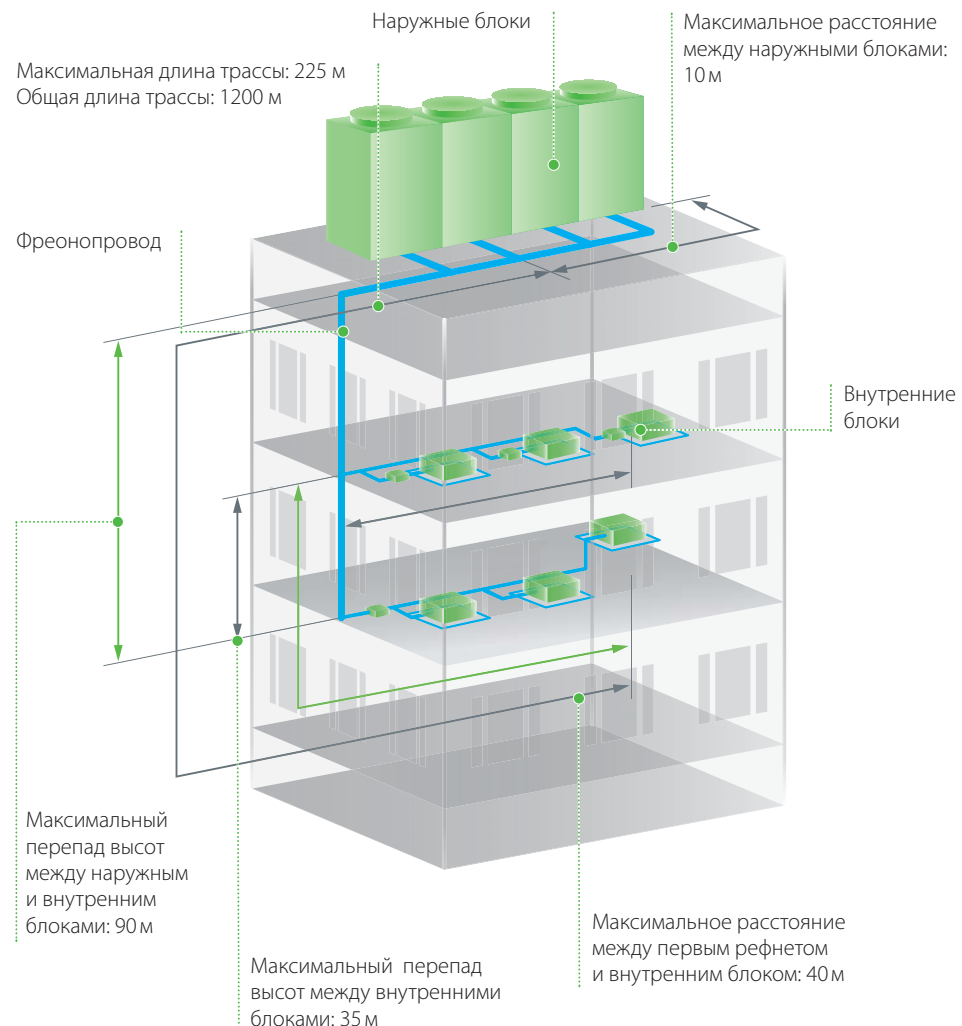 Наружные блоки
Максимальное расстояние
между наружными блоками:
10 м
Максимальная длина трассы: 225 м
Общая длина трассы: 1200 м
Фреонопровод
Внутренние
блоки
Максимальный
перепад высот
между наружным
и внутренним
блоками: 90 м
Максимальный перепад
высот между внутренними
блоками: 35 м
Максимальное расстояние
между первым рефнетом
и внутренним блоком: 40 м